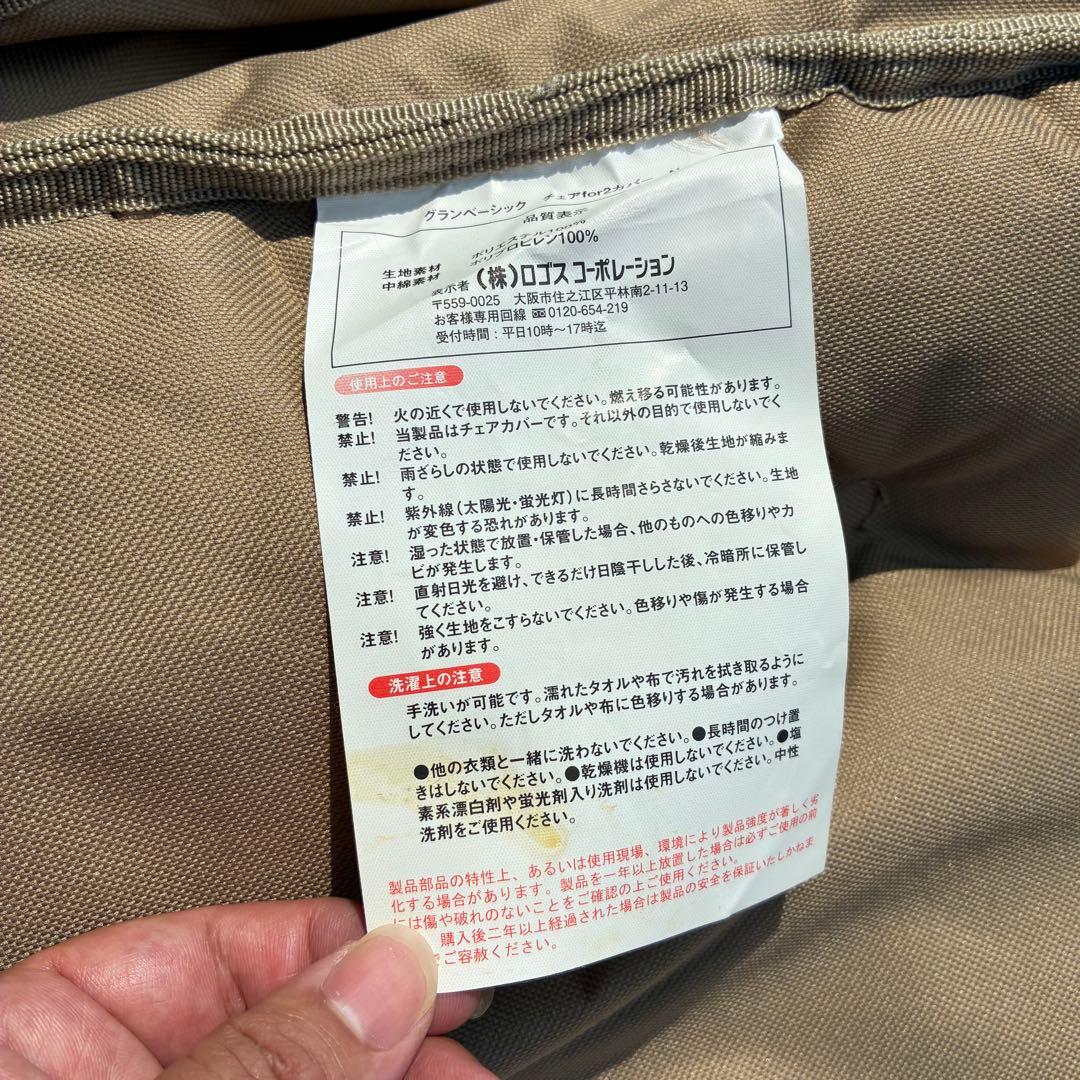 グランベーシック チェアfor2カバー
品質表示
生地素材 ポリエステル100%
中綿素材 ポリプロピレン100%
表示者 (株)ロゴス コーポレーション
〒559-0025 大阪市住之江区平林南2-11-13
お客様専用回線 0120-654-219
受付時間:平日10時～17時迄
使用上のご注意
警告! 火の近くで使用しないでください。燃え移る可能性があります。
禁止! 当製品はチェアカバーです。それ以外の目的で使用しないでく
ださい。
禁止! 雨ざらしの状態で使用しないでください。乾燥後生地が縮みま
す。
禁止! 紫外線(太陽光・蛍光灯)に長時間さらさないでください。生地
が変色する恐れがあります。
注意! 湿った状態で放置・保管した場合、他のものへの色移りやカ
ビが発生します。
注意! 直射日光を避け、できるだけ日陰干しした後、冷暗所に保管し
てください。
注意! 強く生地をこすらないでください。色移りや傷が発生する場合
があります。
洗濯上の注意
手洗いが可能です。濡れたタオルや布で汚れを拭き取るように
してください。ただしタオルや布に色移りする場合があります。
●他の衣類と一緒に洗わないでください。●長時間のつけ置
きはしないでください。●乾燥機は使用しないでください。●塩
素系漂白剤や蛍光剤入り洗剤は使用しないでください。中性
洗剤をご使用ください。
製品部品の特性上、あるいは使用現場、環境により製品強度が著しく劣
化する場合があります。製品を一年以上放置した場合は必ずご使用の前
には傷や破れのないことをご確認の上ご使用ください。
購入後二年以上経過された場合は製品の安全を保証いたしかねま
でご容赦ください。